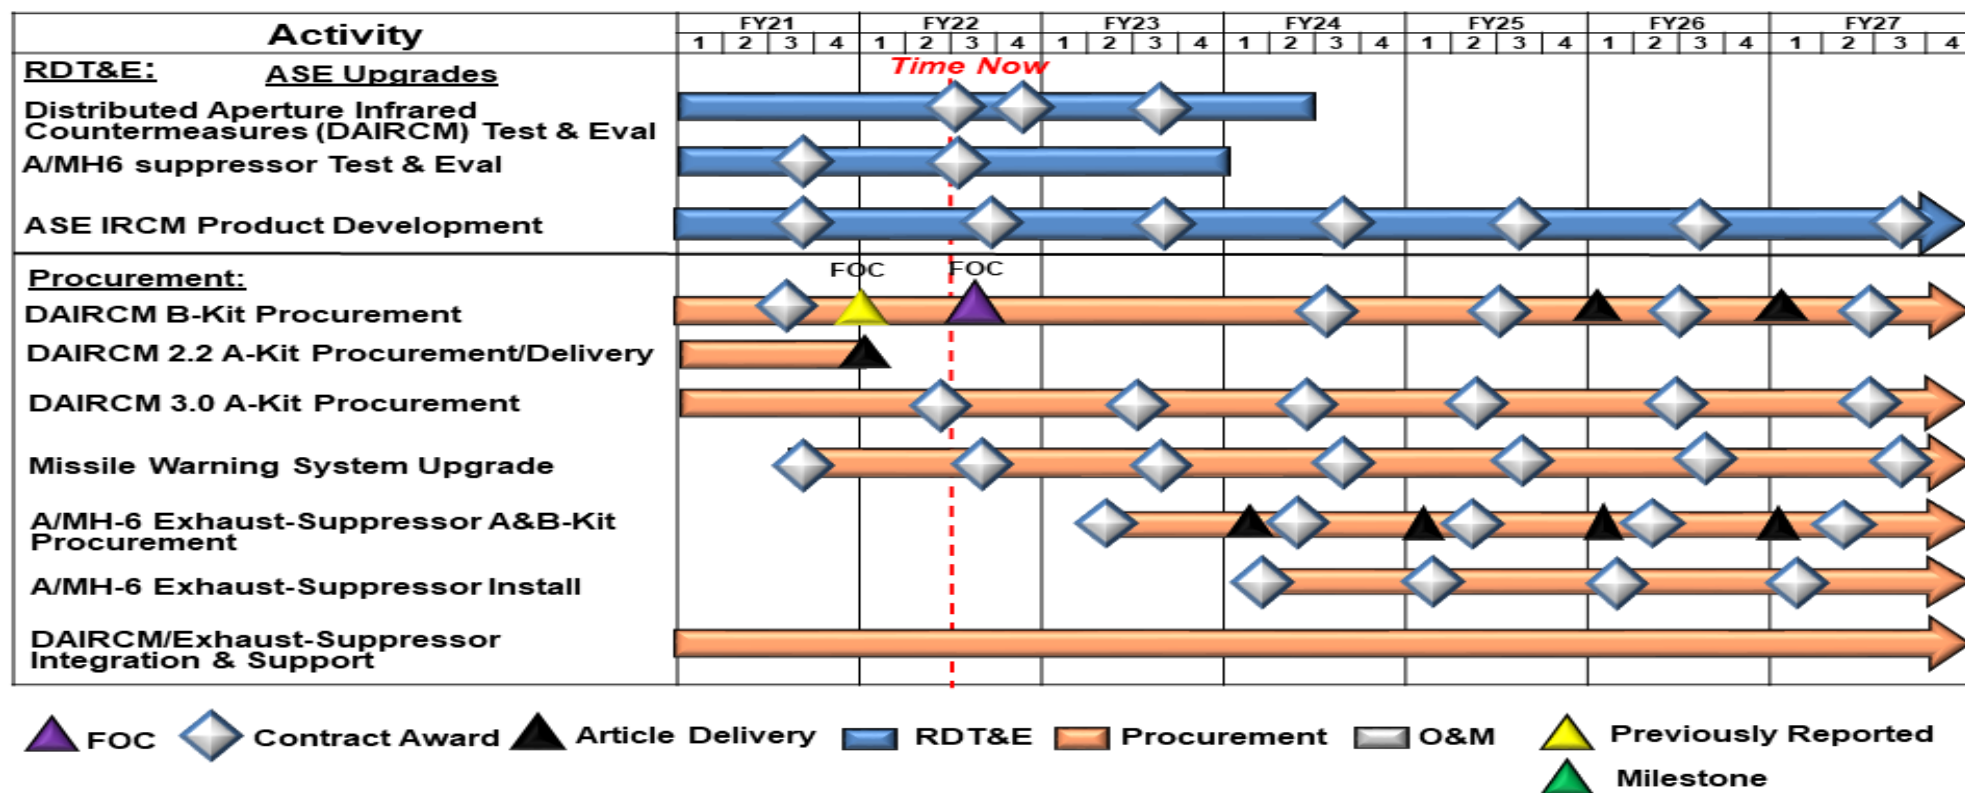 Activity
FY21 FY22 FY23 FY24 FY25 FY26 FY27
1 2 3 4 1 2 3 4 1 2 3 4 1 2 3 4 1 2 3 4 1 2 3 4 1 2 3 4
RDT&E: ASE Upgrades
Time Now
Distributed Aperture Infrared
Countermeasures (DAIRCM) Test & Eval
A/MH6 suppressor Test & Eval
ASE IRCM Product Development
Procurement:
FOC FOC
DAIRCM B-Kit Procurement
DAIRCM 2.2 A-Kit Procurement/Delivery
DAIRCM 3.0 A-Kit Procurement
Missile Warning System Upgrade
A/MH-6 Exhaust-Suppressor A&B-Kit
Procurement
A/MH-6 Exhaust-Suppressor Install
DAIRCM/Exhaust-Suppressor
Integration & Support
FOC Contract Award Article Delivery RDT&E Procurement O&M Previously Reported
Milestone